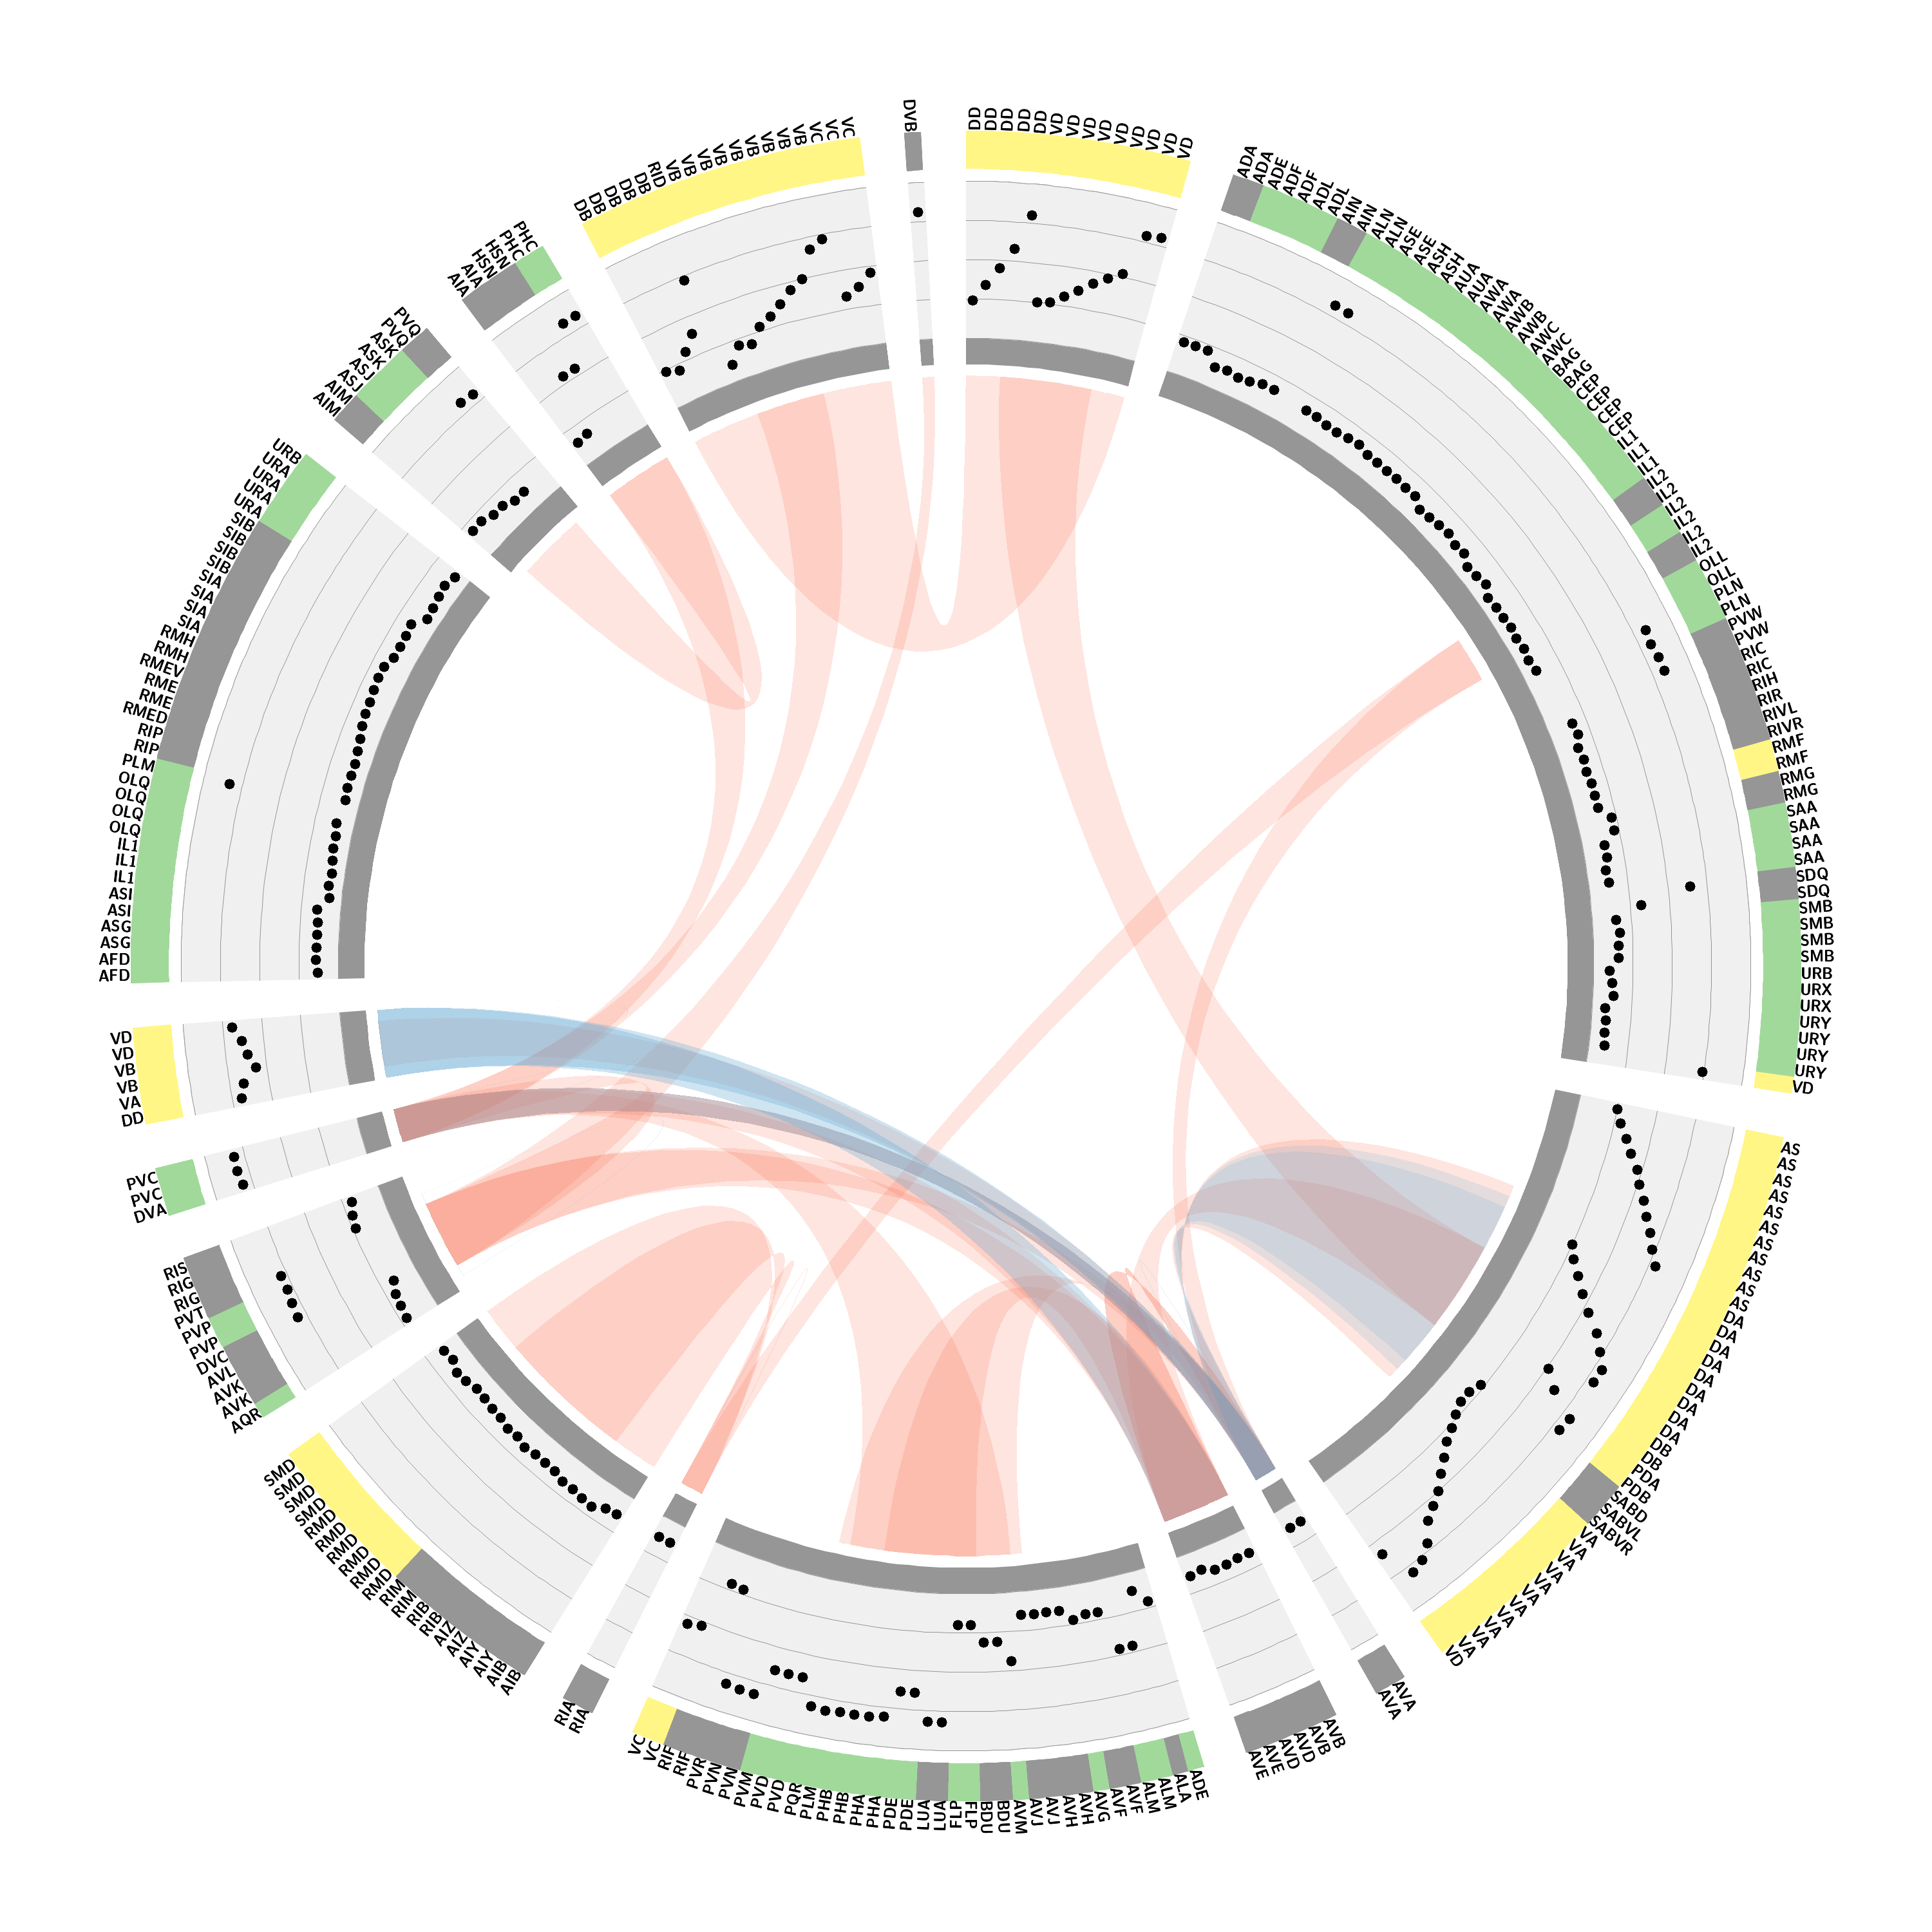 DD
DD
DD
DD
DD
VD
VD
VD
VD
VD
VD
VD
VD
VD
ADA
ADA
ADE
ADF
ADF
ADL
ADL
AIN
AIN
ALN
ALN
ASE
ASE
ASH
ASH
AUA
AUA
AWA
AWA
AWB
AWB
AWC
AWC
BAG
BAG
CEP
CEP
CEP
CEP
IL1
IL1
IL2
IL2
IL2
IL2
IL2
OLL
OLL
PLN
PLN
PVW
PVW
RIC
RIC
RIH
RIR
RIVL
RIVR
RMF
RMF
RMG
RMG
SAA
SAA
SAA
SAA
SDQ
SDQ
SMB
SMB
SMB
SMB
URB
URX
URX
URY
URY
URY
URY
VD
AS
AS
AS
AS
AS
AS
AS
AS
AS
AS
AS
DA
DA
DA
DA
DA
DA
DA
DA
DA
DB
DB
PDA
PDB
SABD
SABVL
SABVR
VA
VA
VA
VA
VA
VA
VA
VA
VA
VA
VD
AVA
AVA
AVB
AVB
AVD
AVD
AVE
AVE
ADE
ALA
ALM
ALM
AVF
AVF
AVG
AVH
AVH
AVJ
AVJ
AVM
BDU
BDU
FLP
FLP
LUA
LUA
PDE
PDE
PHA
PHA
PHB
PHB
PLM
PQR
PVD
PVD
PVM
PVN
PVN
PVR
RIF
RIF
VC
VC
RIA
RIA
AIB
AIB
AIY
AIY
AIZ
AIZ
RIB
RIB
RIM
RIM
RMD
RMD
RMD
RMD
RMD
RMD
SMD
SMD
SMD
SMD
AQR
AVK
AVK
AVL
DVC
PVP
PVP
PVT
RIG
RIG
RIS
DVA
PVC
PVC
DD
VA
VB
VB
VD
VD
AFD
AFD
ASG
ASG
ASI
ASI
IL1
IL1
IL1
OLQ
OLQ
OLQ
OLQ
PLM
RIP
RIP
RMED
RME
RME
RMEV
RMH
RMH
SIA
SIA
SIA
SIA
SIB
SIB
SIB
SIB
URA
URA
URA
URA
URB
AIM
AIM
ASJ
ASJ
ASK
ASK
PVQ
PVQ
AIA
AIA
HSN
HSN
PHC
PHC
DB
DB
DB
DB
DB
RID
VB
VB
VB
VB
VB
VB
VB
VB
VB
VC
VC
VC
DVB